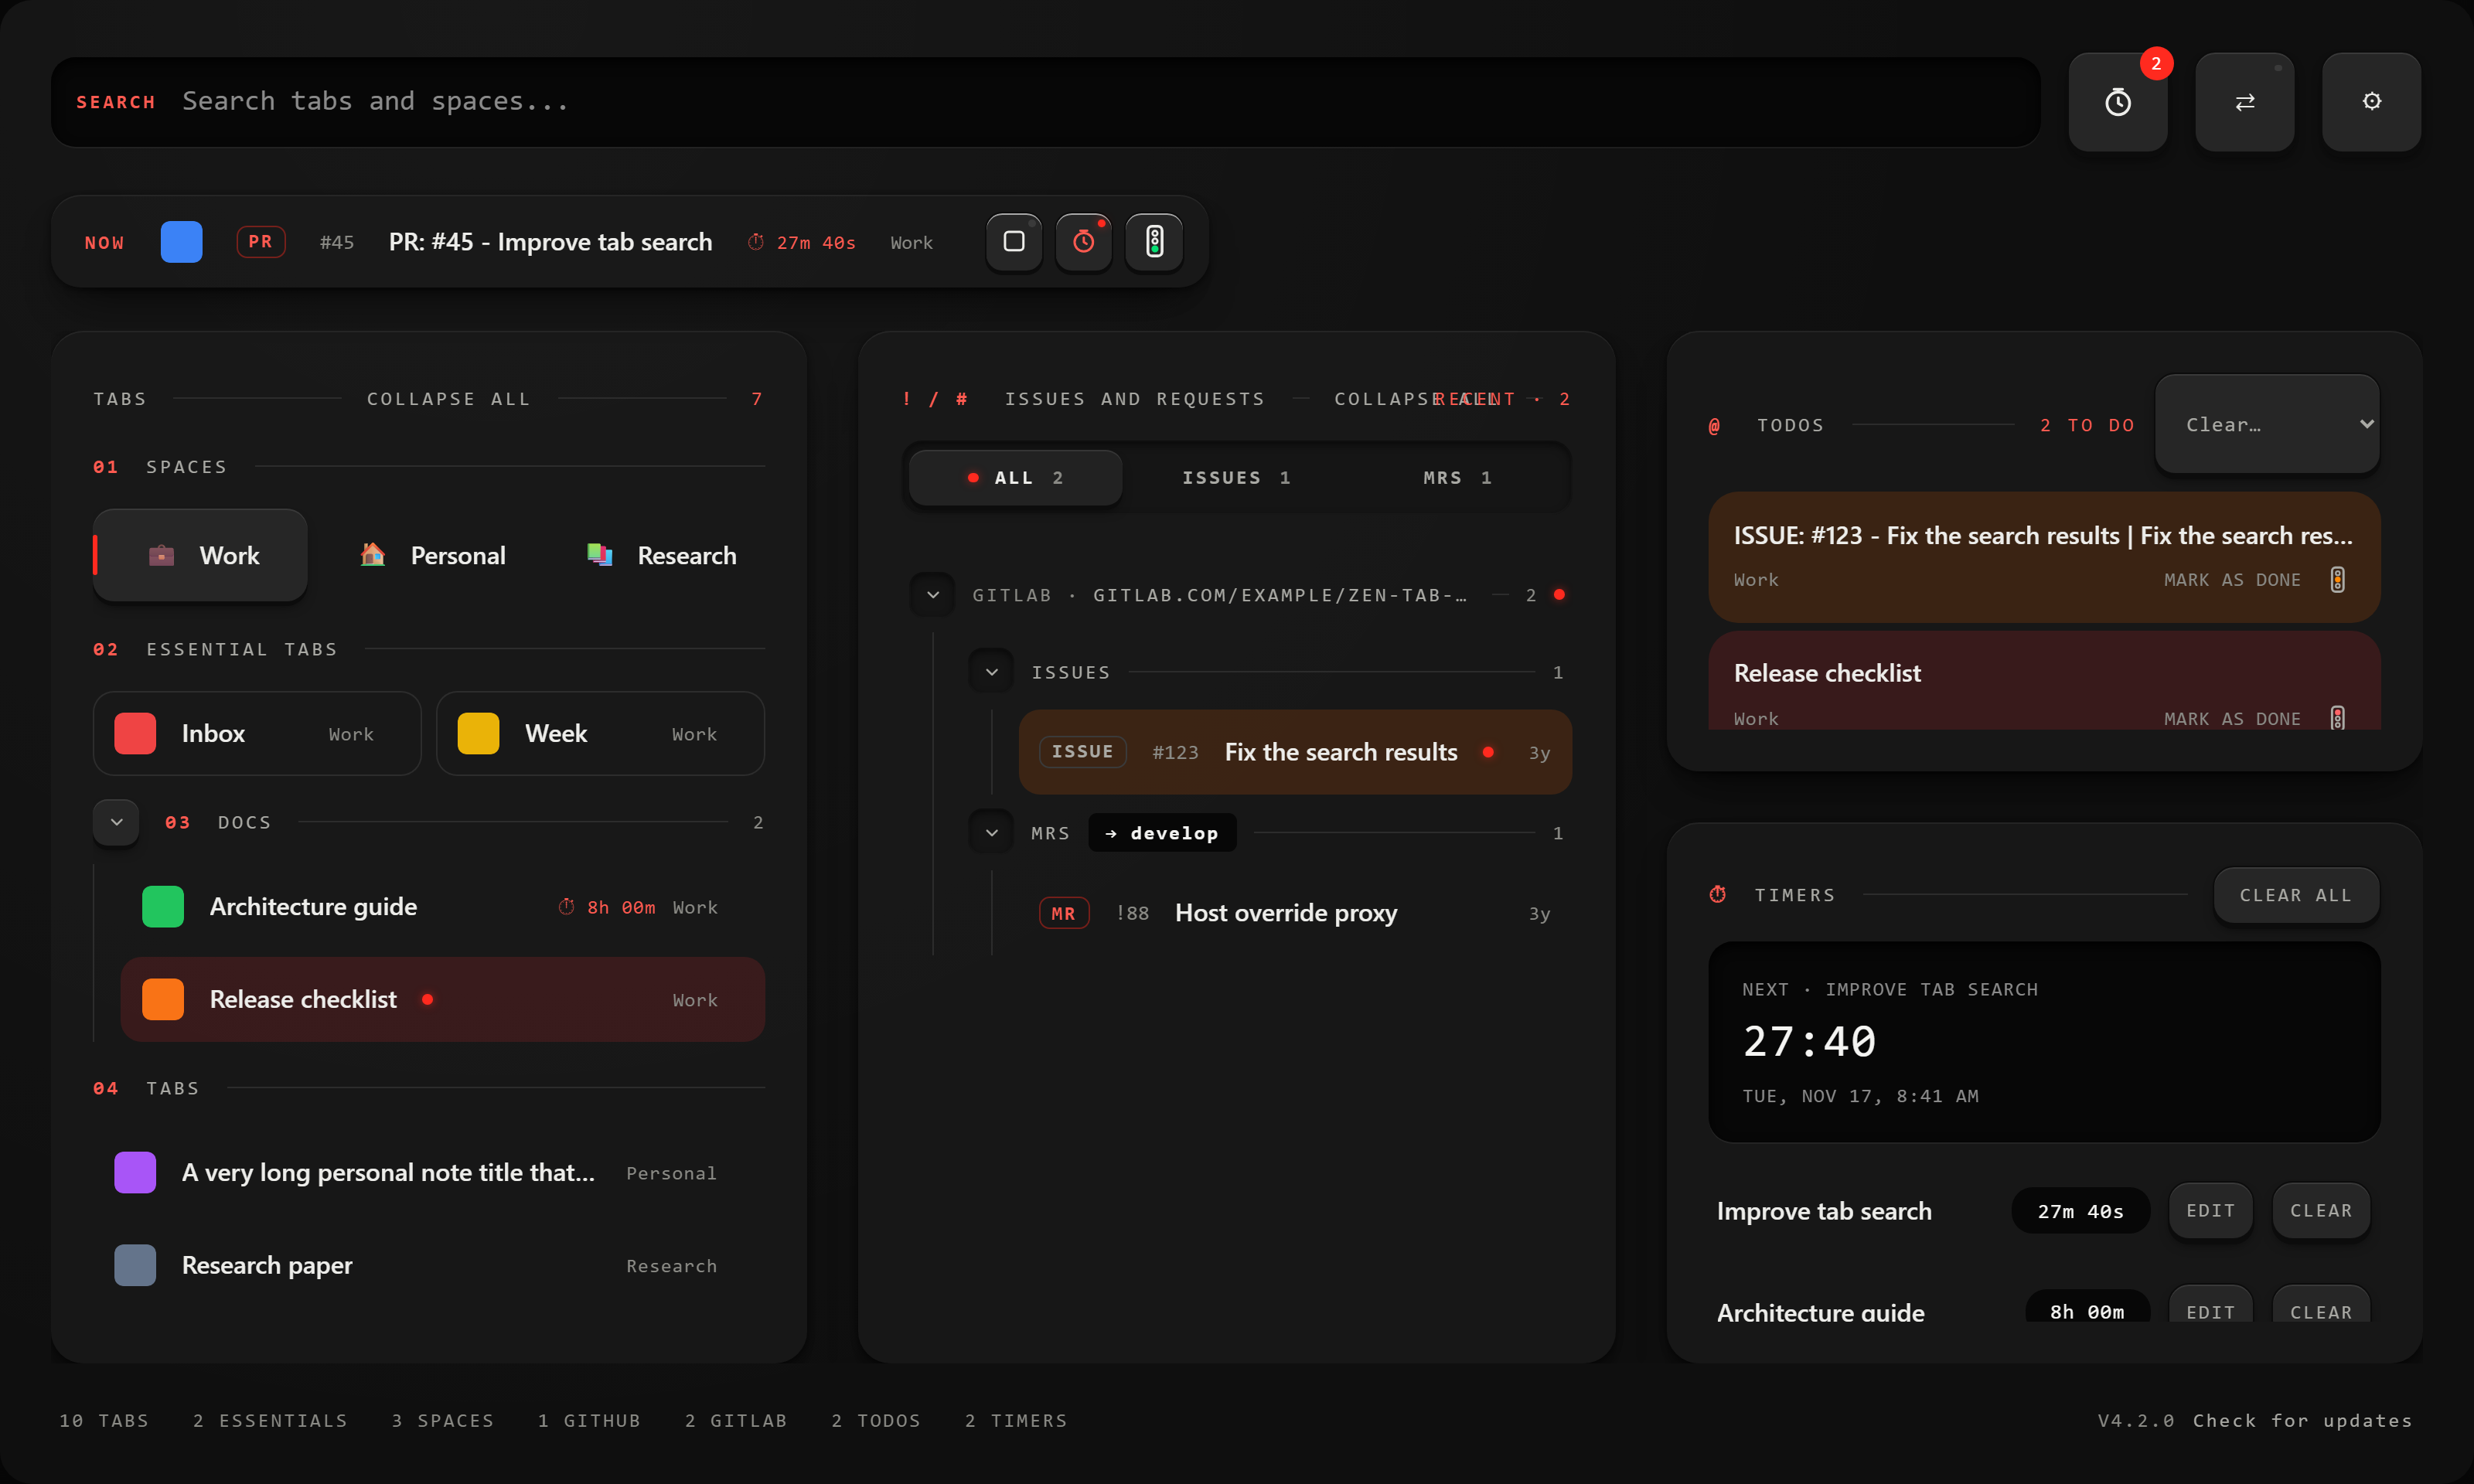 SEARCH Search tabs and spaces...
2
NOW PR #45 PR: #45 - Improve tab search ⏱ 27m 40s Work
TABS COLLAPSE ALL 7
01 SPACES
Work Personal Research
02 ESSENTIAL TABS
Inbox Work Week Work
03 DOCS 2
Architecture guide ⏱ 8h 00m Work
Release checklist Work
04 TABS
A very long personal note title that... Personal
Research paper Research
! / # ISSUES AND REQUESTS COLLAPSE ALL RECENT · 2
ALL 2 ISSUES 1 MRS 1
GITLAB · GITLAB.COM/EXAMPLE/ZEN-TAB-… 2
ISSUES 1
ISSUE #123 Fix the search results 3y
MRS → develop 1
MR !88 Host override proxy 3y
@ TODOS 2 TO DO Clear…
ISSUE: #123 - Fix the search results | Fix the search res...
Work MARK AS DONE
Release checklist
Work MARK AS DONE
⏱ TIMERS CLEAR ALL
NEXT · IMPROVE TAB SEARCH
27:40
TUE, NOV 17, 8:41 AM
Improve tab search 27m 40s EDIT CLEAR
Architecture guide 8h 00m EDIT CLEAR
10 TABS 2 ESSENTIALS 3 SPACES 1 GITHUB 2 GITLAB 2 TODOS 2 TIMERS
V4.2.0 Check for updates